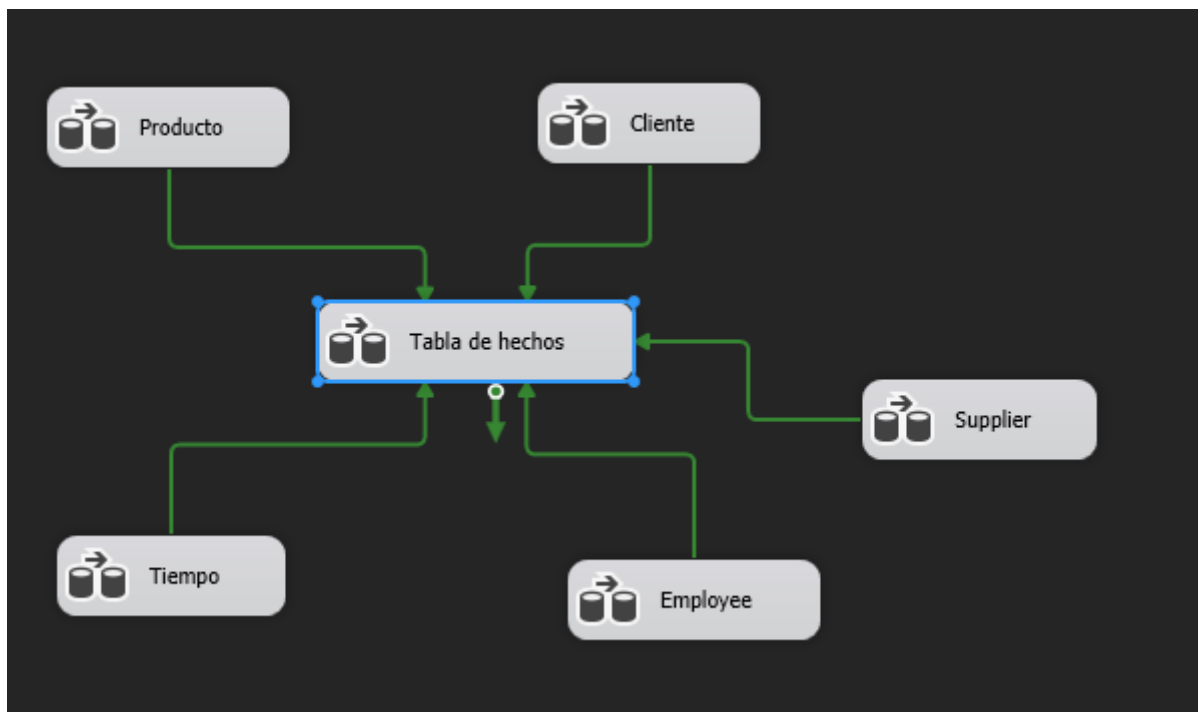 Producto
Cliente
Tabla de hechos
Supplier
Tiempo
Employee